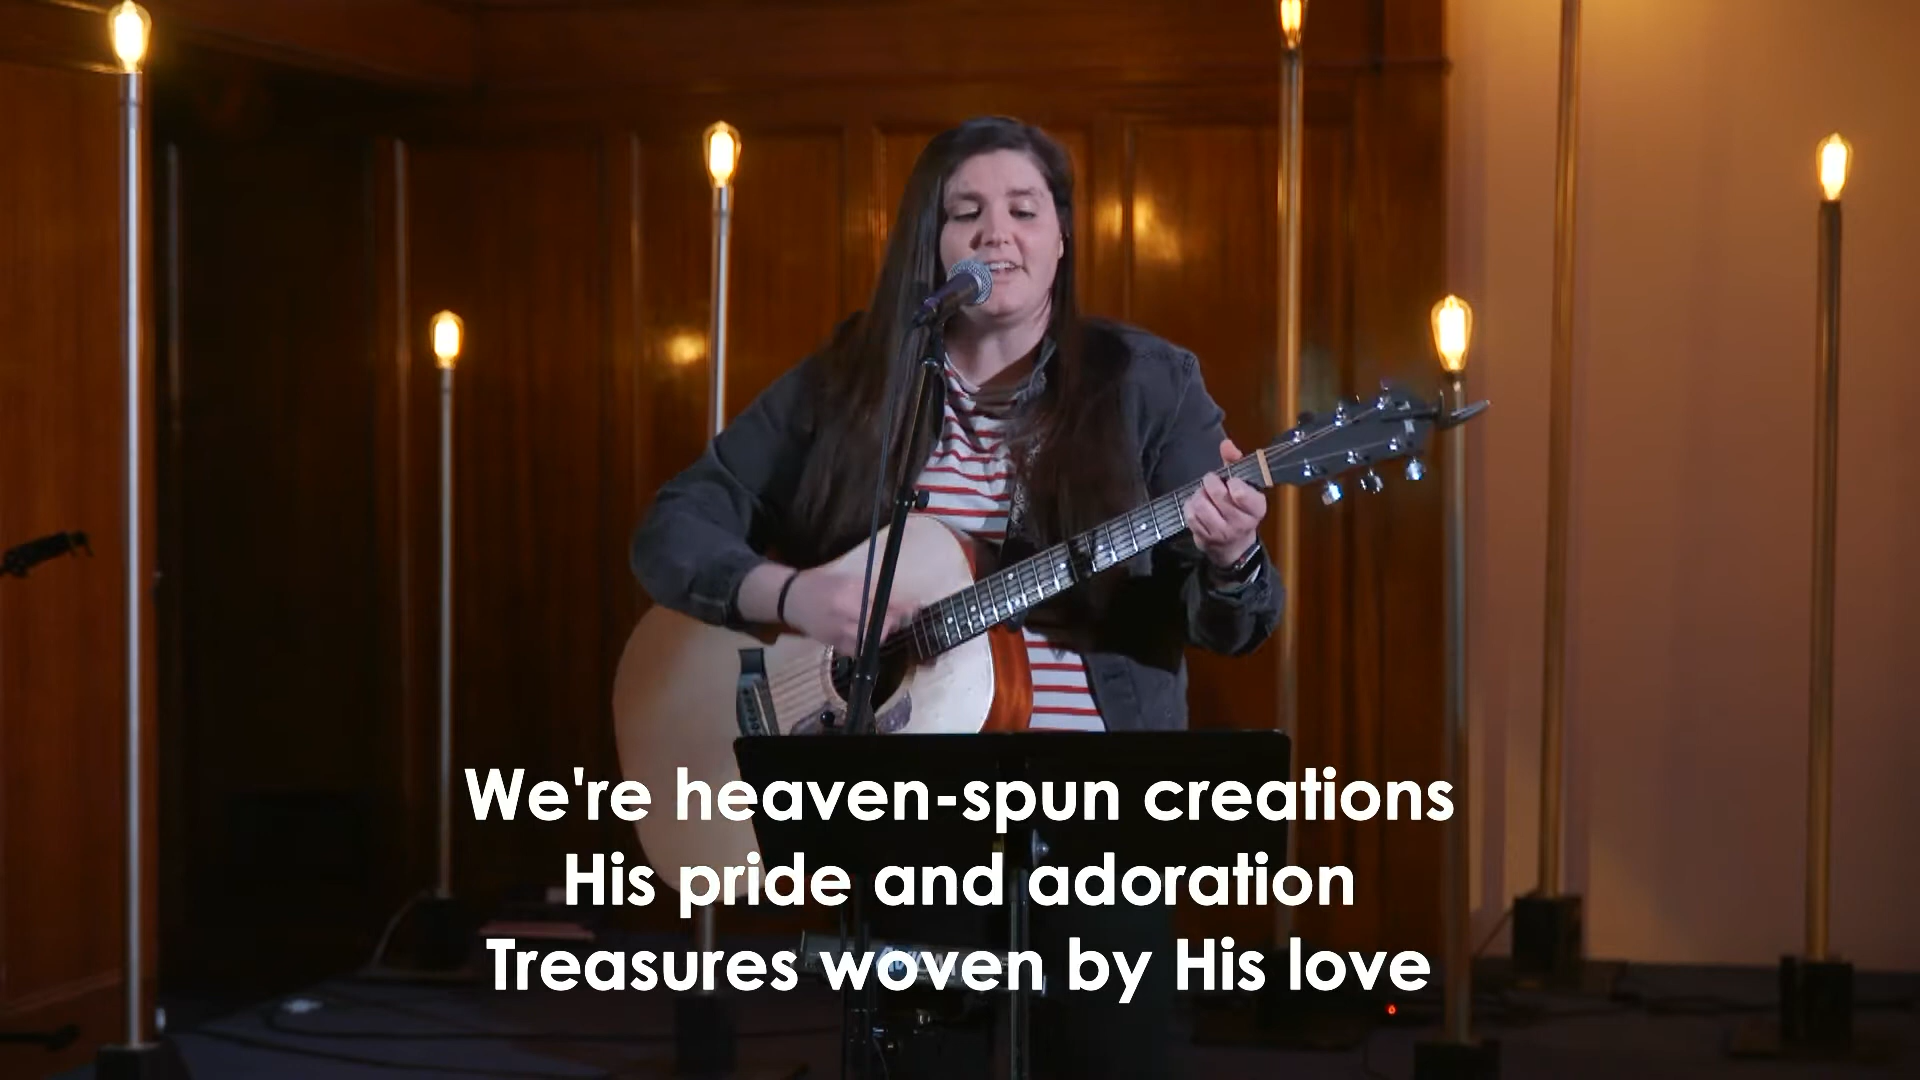 We're heaven-spun creations
His pride and adoration
Treasures woven by His love